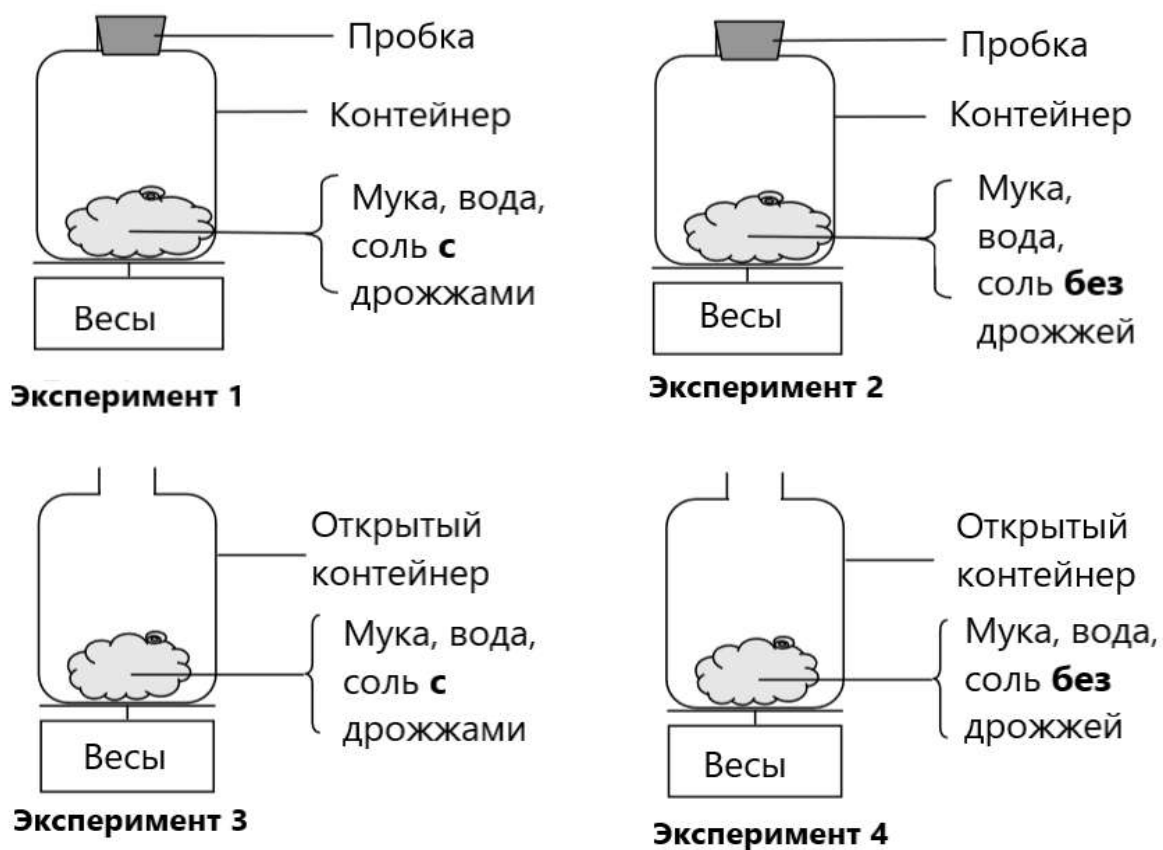 Пробка
Контейнер
Мука, вода,
соль с
дрожжами
Весы
Эксперимент 1
Пробка
Контейнер
Мука,
вода,
соль без
дрожжей
Весы
Эксперимент 2
Открытый
контейнер
Мука, вода,
соль с
дрожжами
Весы
Эксперимент 3
Открытый
контейнер
Мука, вода,
соль без
дрожжей
Весы
Эксперимент 4